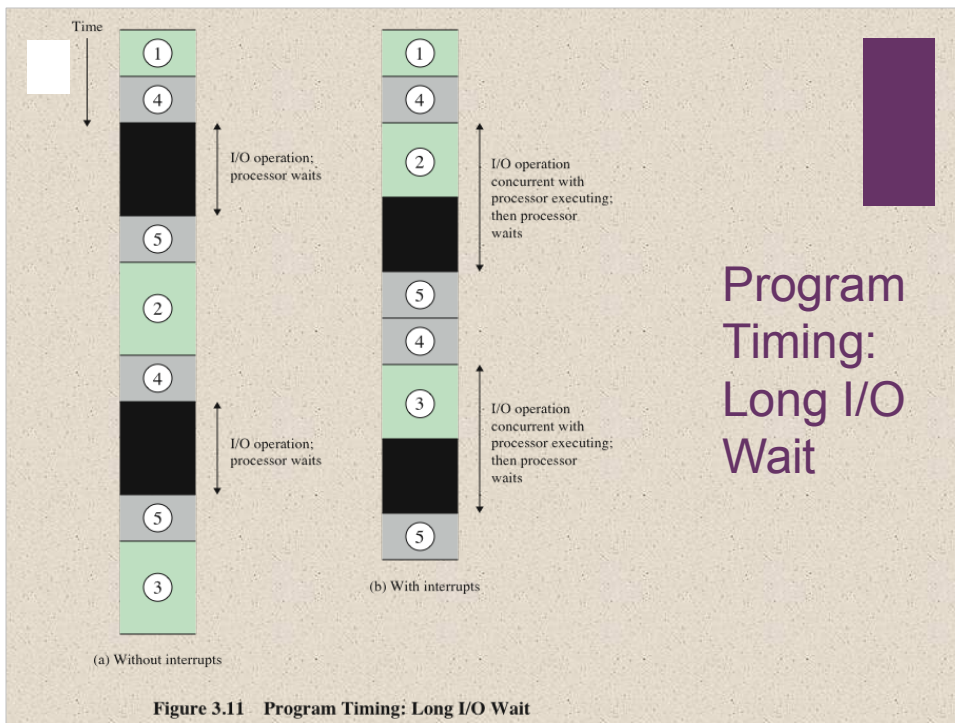 Time
1
4
I/O operation;
processor waits
5
2
4
I/O operation;
processor waits
5
3
(a) Without interrupts
1
4
2
I/O operation
concurrent with
processor executing;
then processor
waits
5
4
3
I/O operation
concurrent with
processor executing;
then processor
waits
5
(b) With interrupts
Program
Timing:
Long I/O
Wait
Figure 3.11 Program Timing: Long I/O Wait